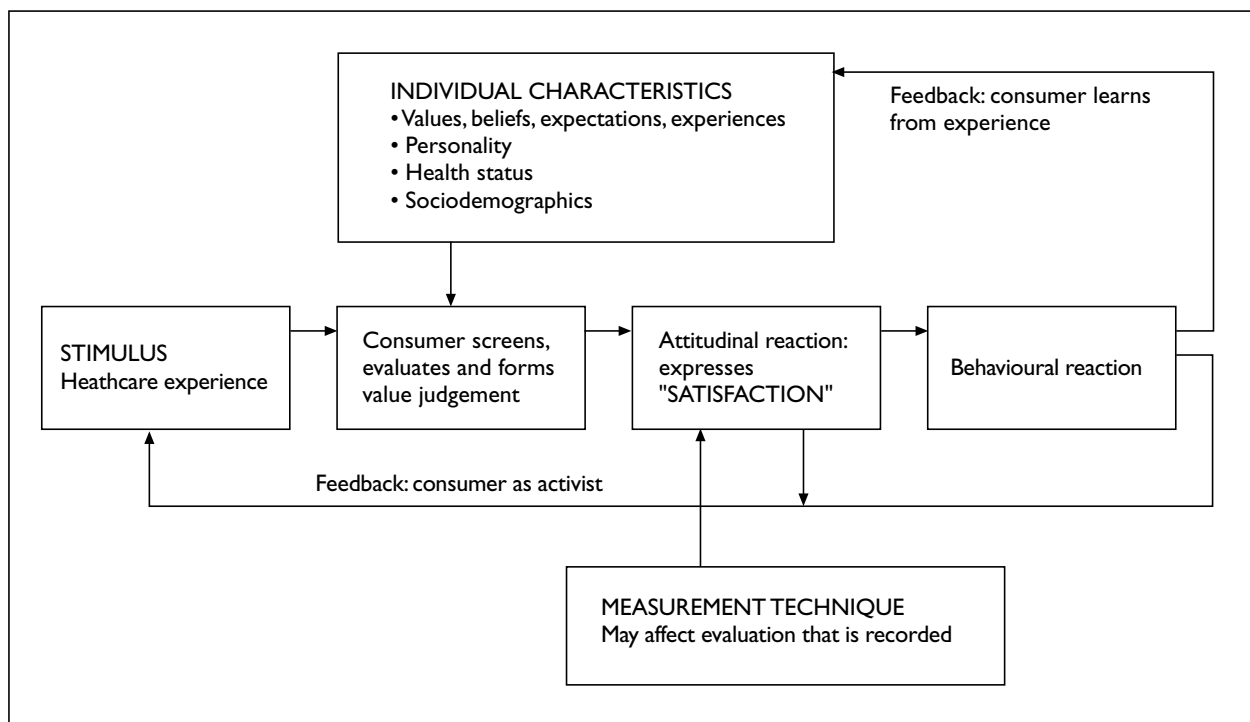 INDIVIDUAL CHARACTERISTICS
• Values, beliefs, expectations, experiences
• Personality
• Health status
• Sociodemographics
Feedback: consumer learns
from experience
STIMULUS
Heathcare experience
Consumer screens,
evaluates and forms
value judgement
Attitudinal reaction:
expresses
"SATISFACTION"
Behavioural reaction
Feedback: consumer as activist
MEASUREMENT TECHNIQUE
May affect evaluation that is recorded